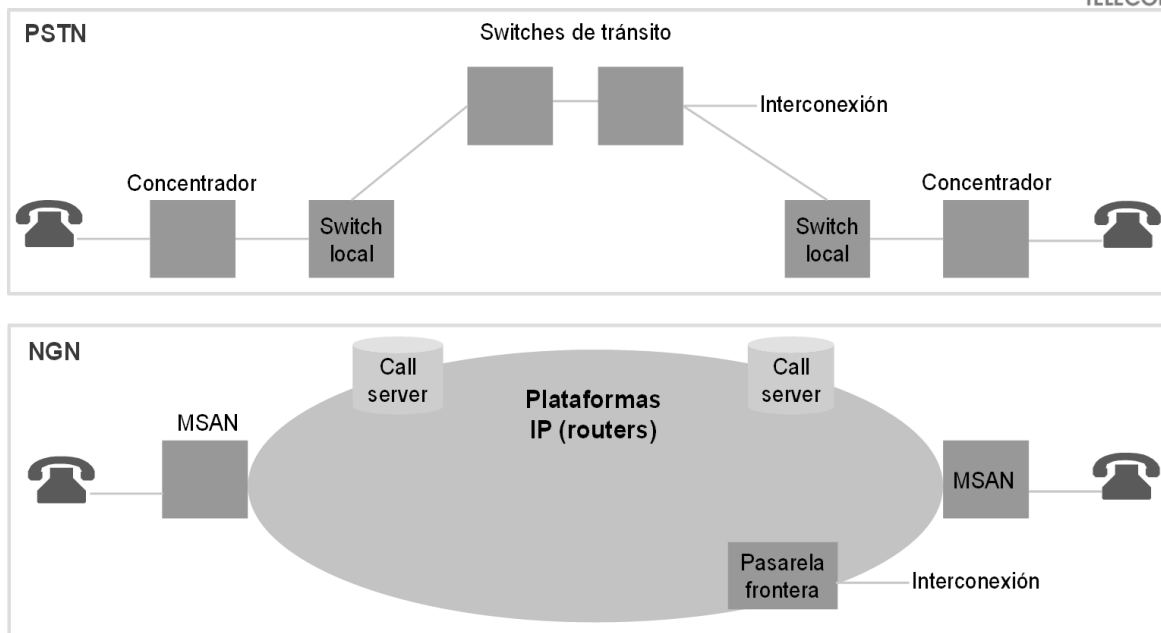 TELECOM
PSTN
Switches de tránsito
Interconexión
Concentrador
Concentrador
Switch
local
Switch
local
NGN
Call
server
Call
server
Plataformas
IP (routers)
MSAN
MSAN
Pasarela
frontera
Interconexión